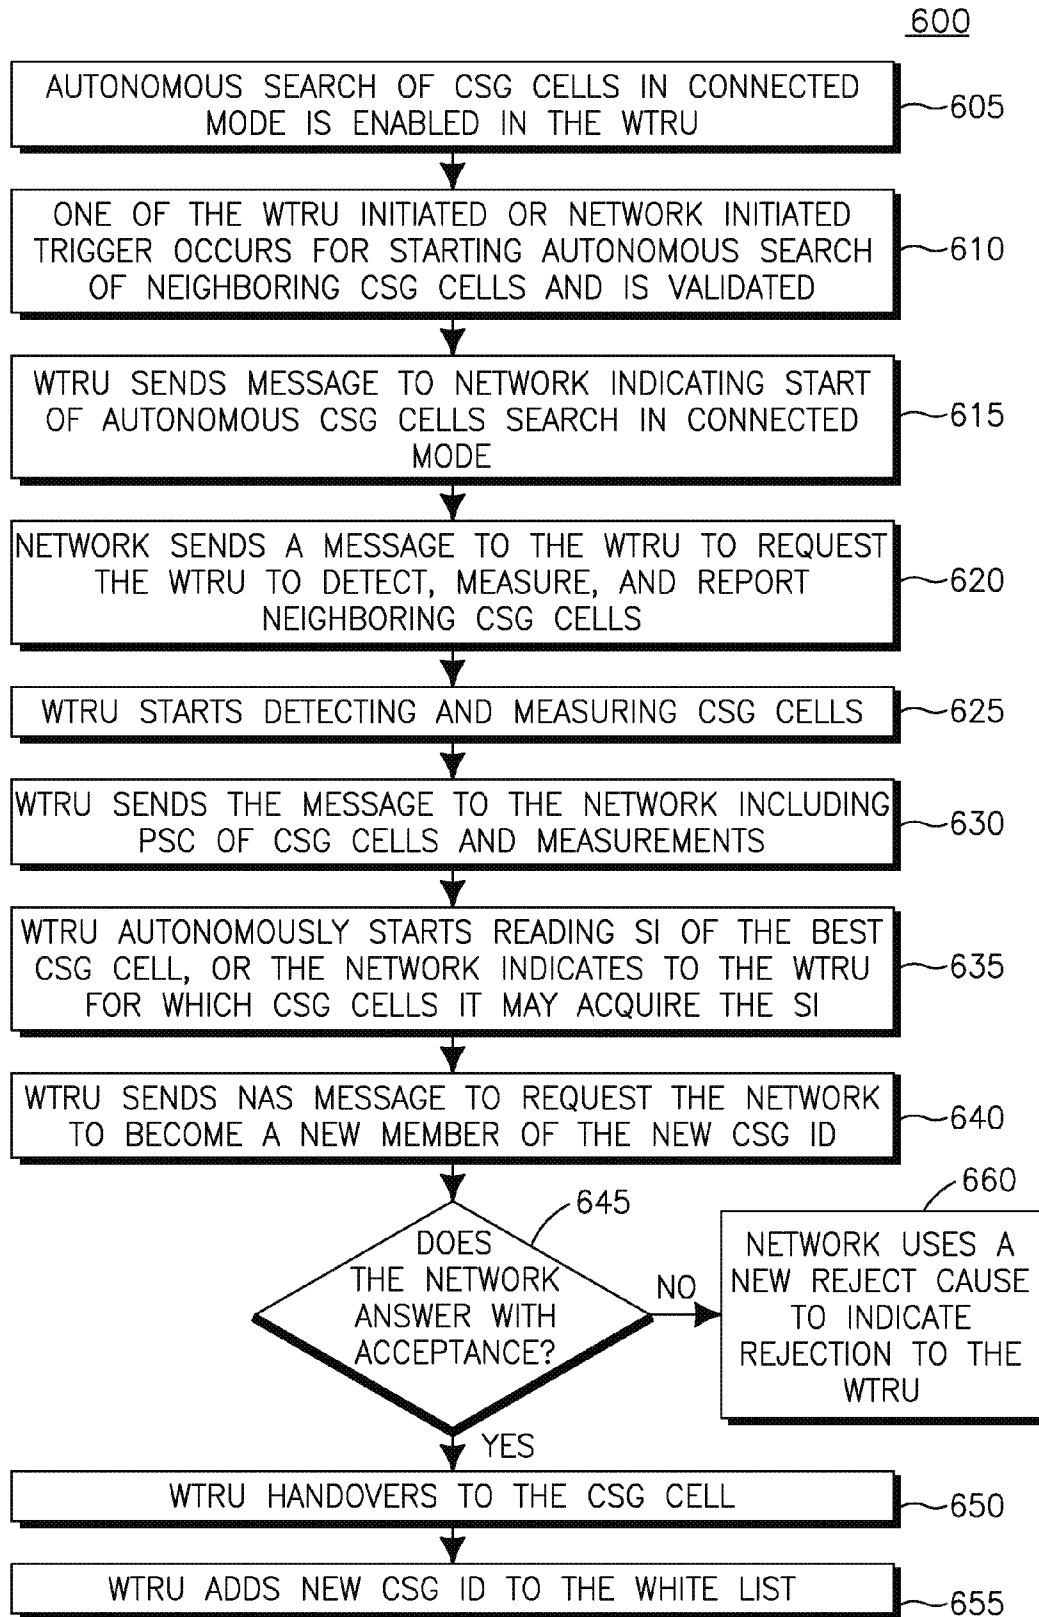 600
AUTONOMOUS SEARCH OF CSG CELLS IN CONNECTED
MODE IS ENABLED IN THE WTRU
605
ONE OF THE WTRU INITIATED OR NETWORK INITIATED
TRIGGER OCCURS FOR STARTING AUTONOMOUS SEARCH
OF NEIGHBORING CSG CELLS AND IS VALIDATED
610
WTRU SENDS MESSAGE TO NETWORK INDICATING START
OF AUTONOMOUS CSG CELLS SEARCH IN CONNECTED
MODE
615
NETWORK SENDS A MESSAGE TO THE WTRU TO REQUEST
THE WTRU TO DETECT, MEASURE, AND REPORT
NEIGHBORING CSG CELLS
620
WTRU STARTS DETECTING AND MEASURING CSG CELLS
625
WTRU SENDS THE MESSAGE TO THE NETWORK INCLUDING
PSC OF CSG CELLS AND MEASUREMENTS
630
WTRU AUTONOMOUSLY STARTS READING SI OF THE BEST
CSG CELL, OR THE NETWORK INDICATES TO THE WTRU
FOR WHICH CSG CELLS IT MAY ACQUIRE THE SI
635
WTRU SENDS NAS MESSAGE TO REQUEST THE NETWORK
TO BECOME A NEW MEMBER OF THE NEW CSG ID
640
DOES
THE NETWORK
ANSWER WITH
ACCEPTANCE?
645
NO
660
NETWORK USES A
NEW REJECT CAUSE
TO INDICATE
REJECTION TO THE
WTRU
YES
WTRU HANDOVERS TO THE CSG CELL
650
WTRU ADDS NEW CSG ID TO THE WHITE LIST
655